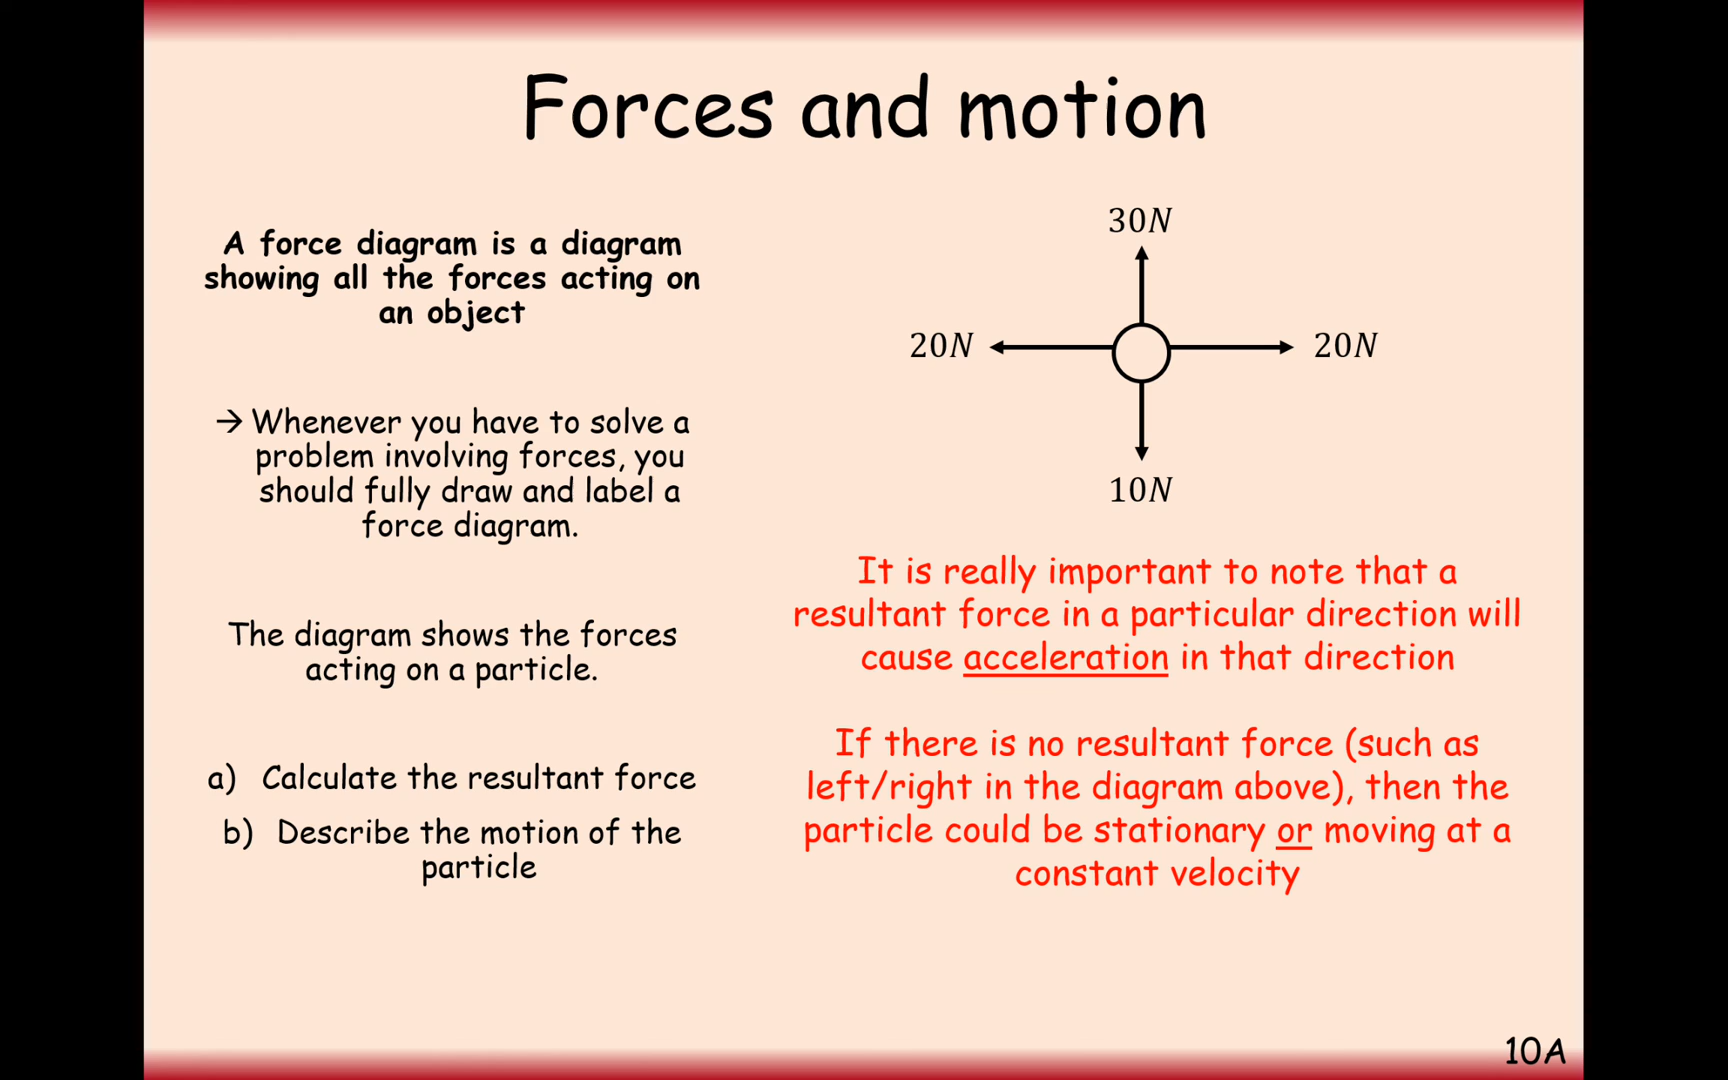 Forces and motion
A force diagram is a diagram
showing all the forces acting on
an object
→ Whenever you have to solve a
problem involving forces, you
should fully draw and label a
force diagram.
The diagram shows the forces
acting on a particle.
a) Calculate the resultant force
b) Describe the motion of the
particle
30N
20N
20N
10N
It is really important to note that a
resultant force in a particular direction will
cause acceleration in that direction
If there is no resultant force (such as
left/right in the diagram above), then the
particle could be stationary or moving at a
constant velocity
10A